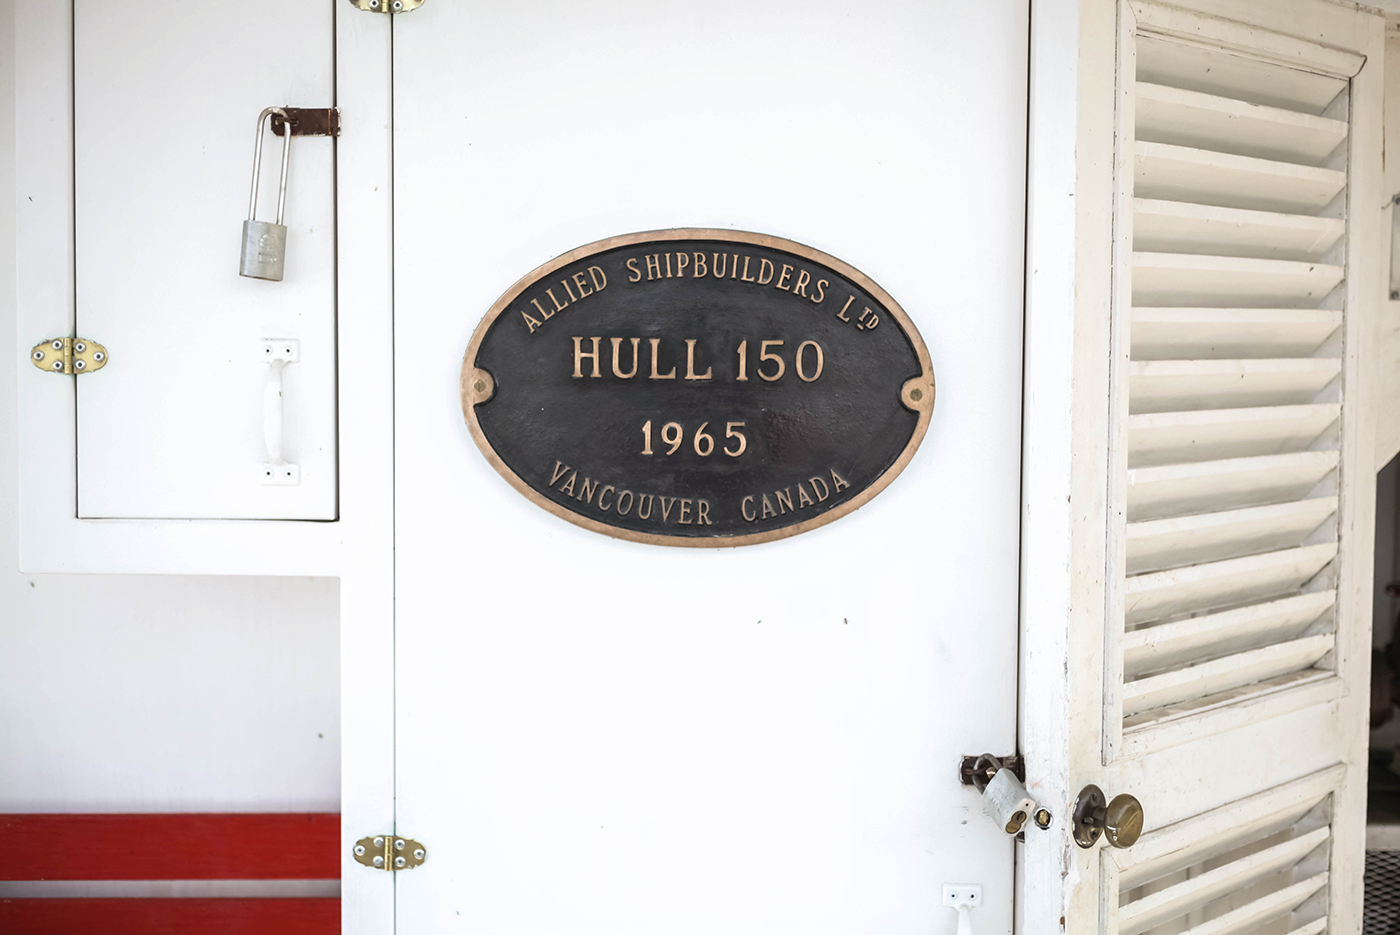 ALLIED SHIPBUILDERS LTD
HULL 150
1965
VANCOUVER CANADA